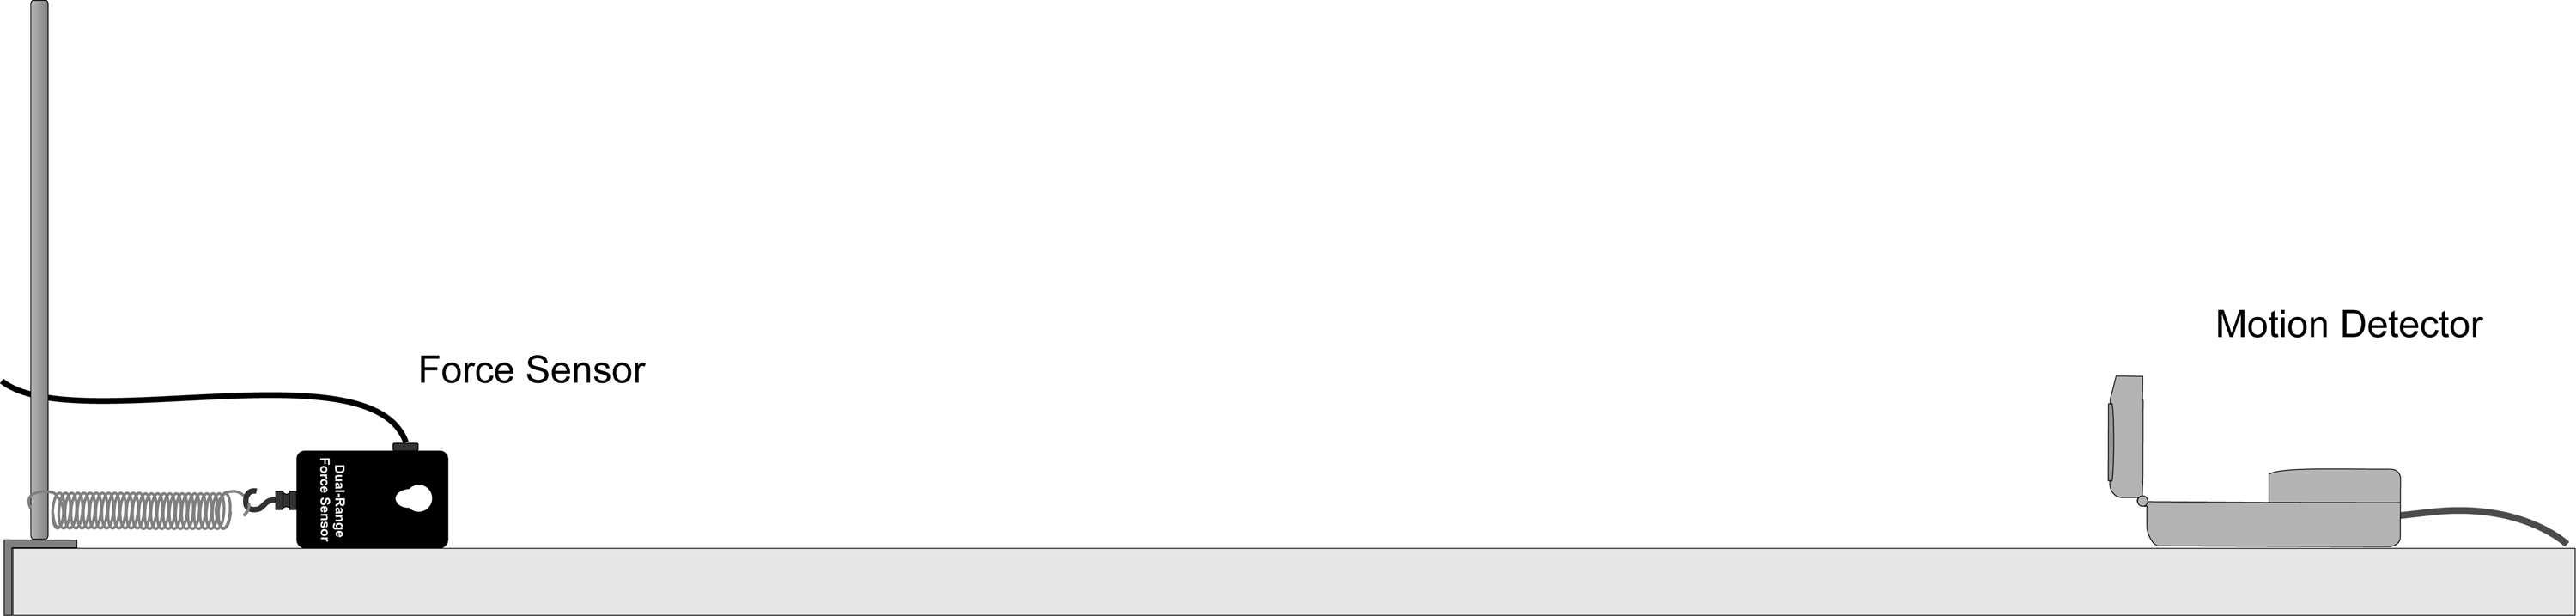 Motion Detector
Force Sensor
Dual-Range
Force Sensor